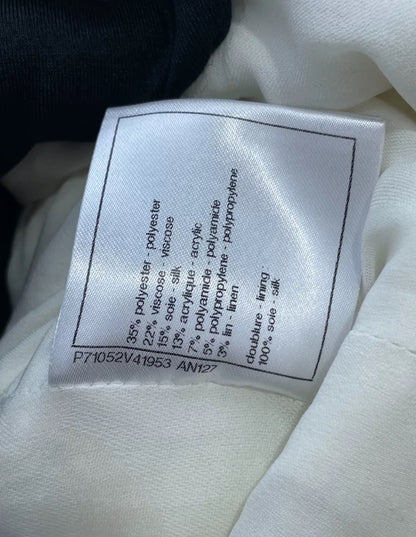 35% polyester - polyester
22% viscose - viscose
15% soie - silk
13% acrylique - acrylic
7% polyamide - polyamide
5% polypropylene - polypropylene
3% lin - linen
doublure - lining
100% soie - silk
P71052V41953 AN127